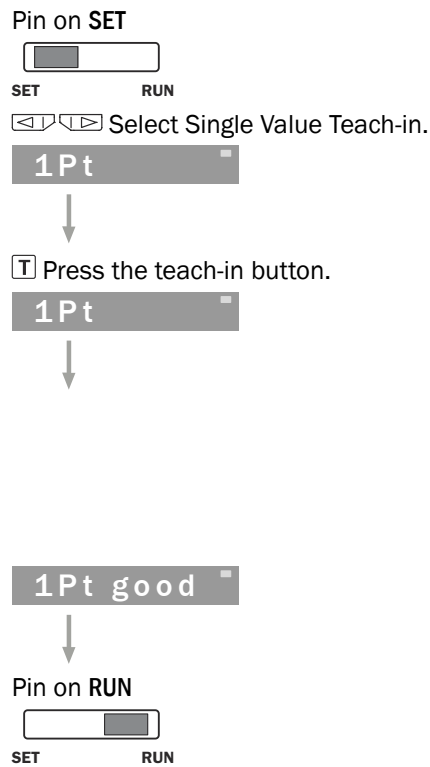 Pin on SET
SET RUN
Select Single Value Teach-in.
1Pt
T Press the teach-in button.
1Pt
1Pt good
Pin on RUN
SET RUN